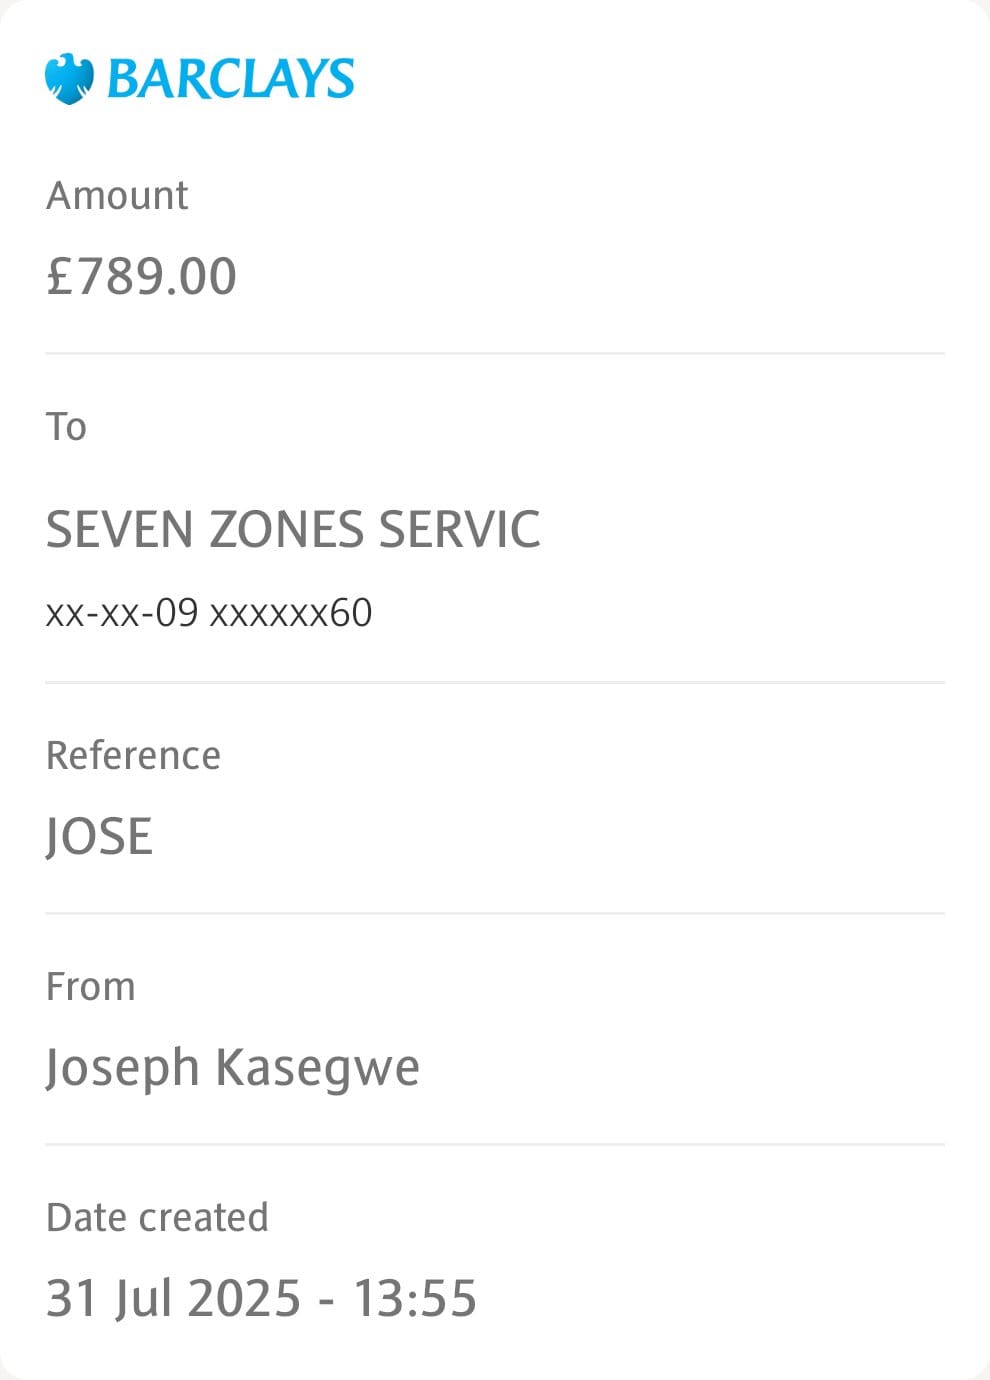 BARCLAYS
Amount
£789.00
To
SEVEN ZONES SERVIC
xx-xx-09 xxxxxx60
Reference
JOSE
From
Joseph Kasegwe
Date created
31 Jul 2025 - 13:55